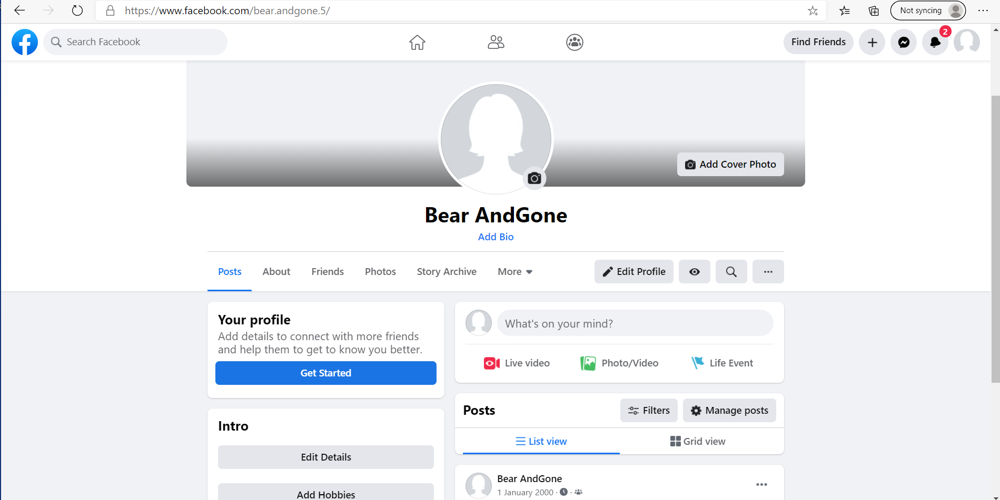 https://www.facebook.com/bear.andgone.5/
Not syncing
Search Facebook
Find Friends
2
Add Cover Photo
Bear AndGone
Add Bio
Posts About Friends Photos Story Archive More
Edit Profile
Your profile
Add details to connect with more friends
and help them to get to know you better.
Get Started
Intro
Edit Details
Add Hobbies
What's on your mind?
Live video Photo/Video Life Event
Posts Filters Manage posts
List view Grid view
Bear AndGone
1 January 2000 · ·